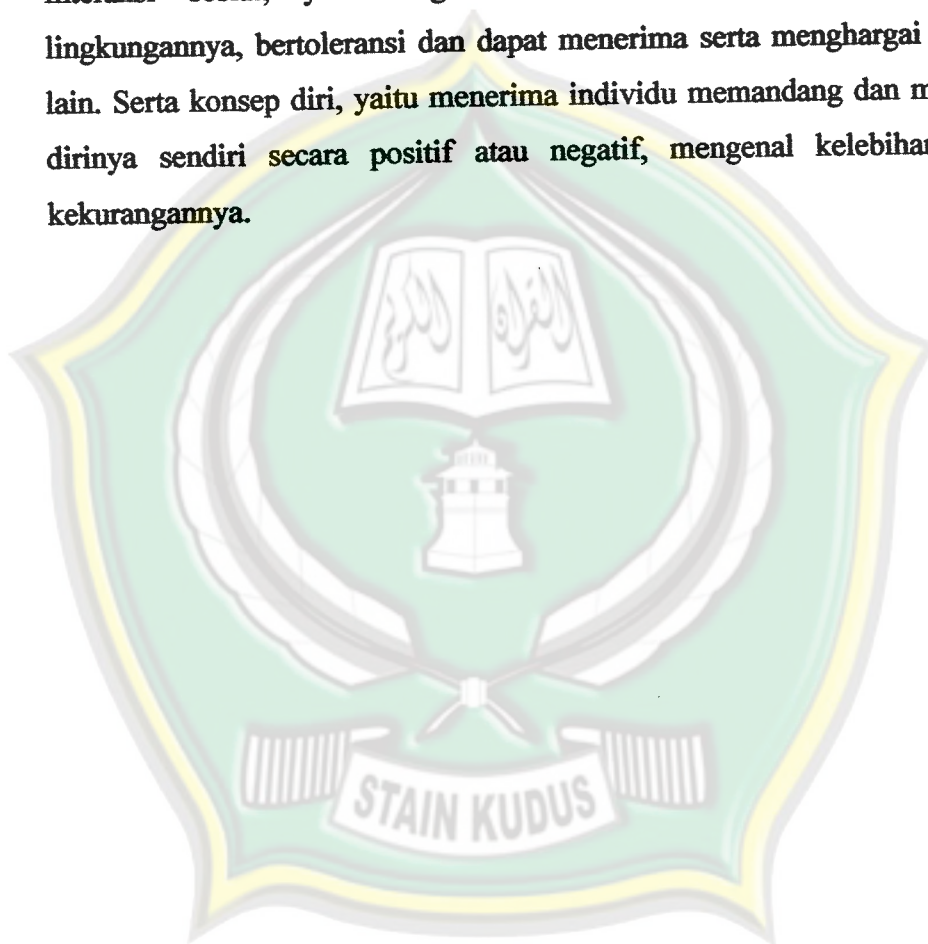 sosial,
lingkungannya, bertoleransi dan dapat menerima serta menghargai
lain. Serta konsep diri, yaitu menerima individu memandang dan
dirinya sendiri secara positif atau negatif, mengenal
kekurangannya.
STAIN KUDUS